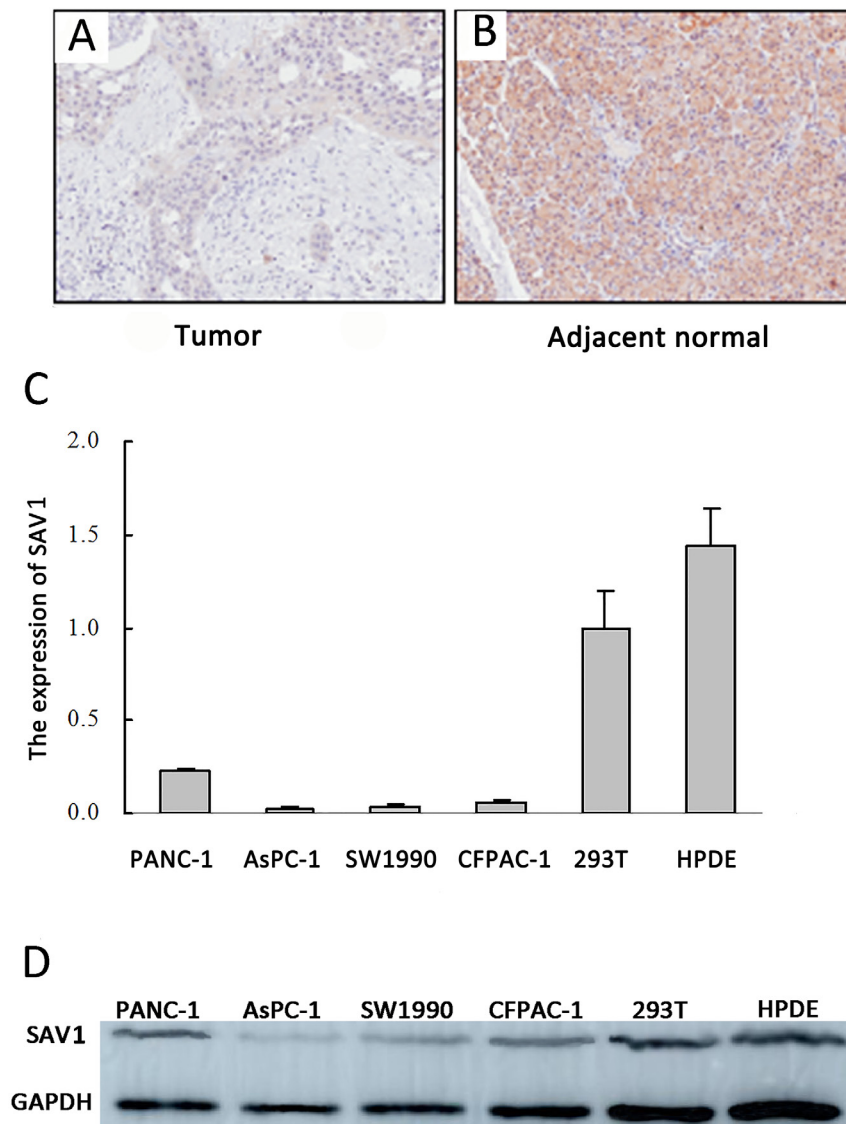 A B
Tumor Adjacent normal
C
The expression of SAV1
2.0
1.5
1.0
0.5
0.0
PANC-1 AsPC-1 SW1990 CFPAC-1 293T HPDE
D
PANC-1 AsPC-1 SW1990 CFPAC-1 293T HPDE
SAV1
GAPDH